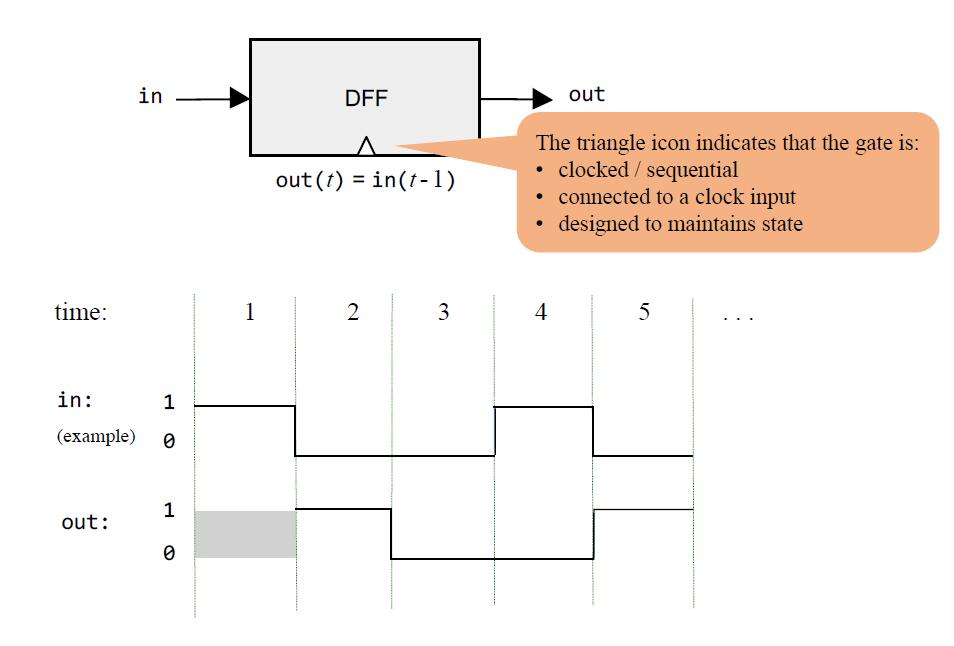 in
DFF
out
out(t) = in(t-1)
The triangle icon indicates that the gate is:
• clocked / sequential
• connected to a clock input
• designed to maintains state
time: 1 2 3 4 5 ...
in: 1
(example) 0
out: 1
0